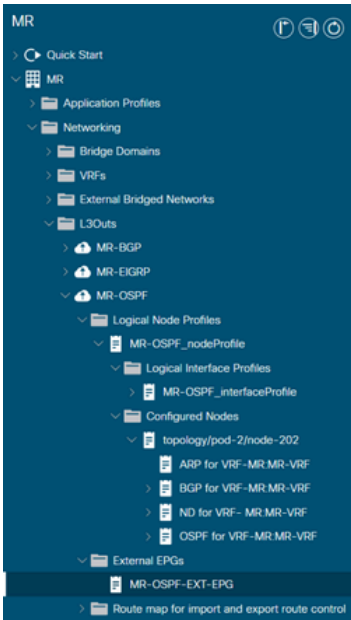 MR
Quick Start
MR
Application Profiles
Networking
Bridge Domains
VRFs
External Bridged Networks
L3Outs
MR-BGP
MR-EIGRP
MR-OSPF
Logical Node Profiles
MR-OSPF_nodeProfile
Logical Interface Profiles
MR-OSPF_interfaceProfile
Configured Nodes
topology/pod-2/node-202
ARP for VRF-MR:MR-VRF
BGP for VRF-MR:MR-VRF
ND for VRF- MR:MR-VRF
OSPF for VRF-MR:MR-VRF
External EPGs
MR-OSPF-EXT-EPG
Route map for import and export route control